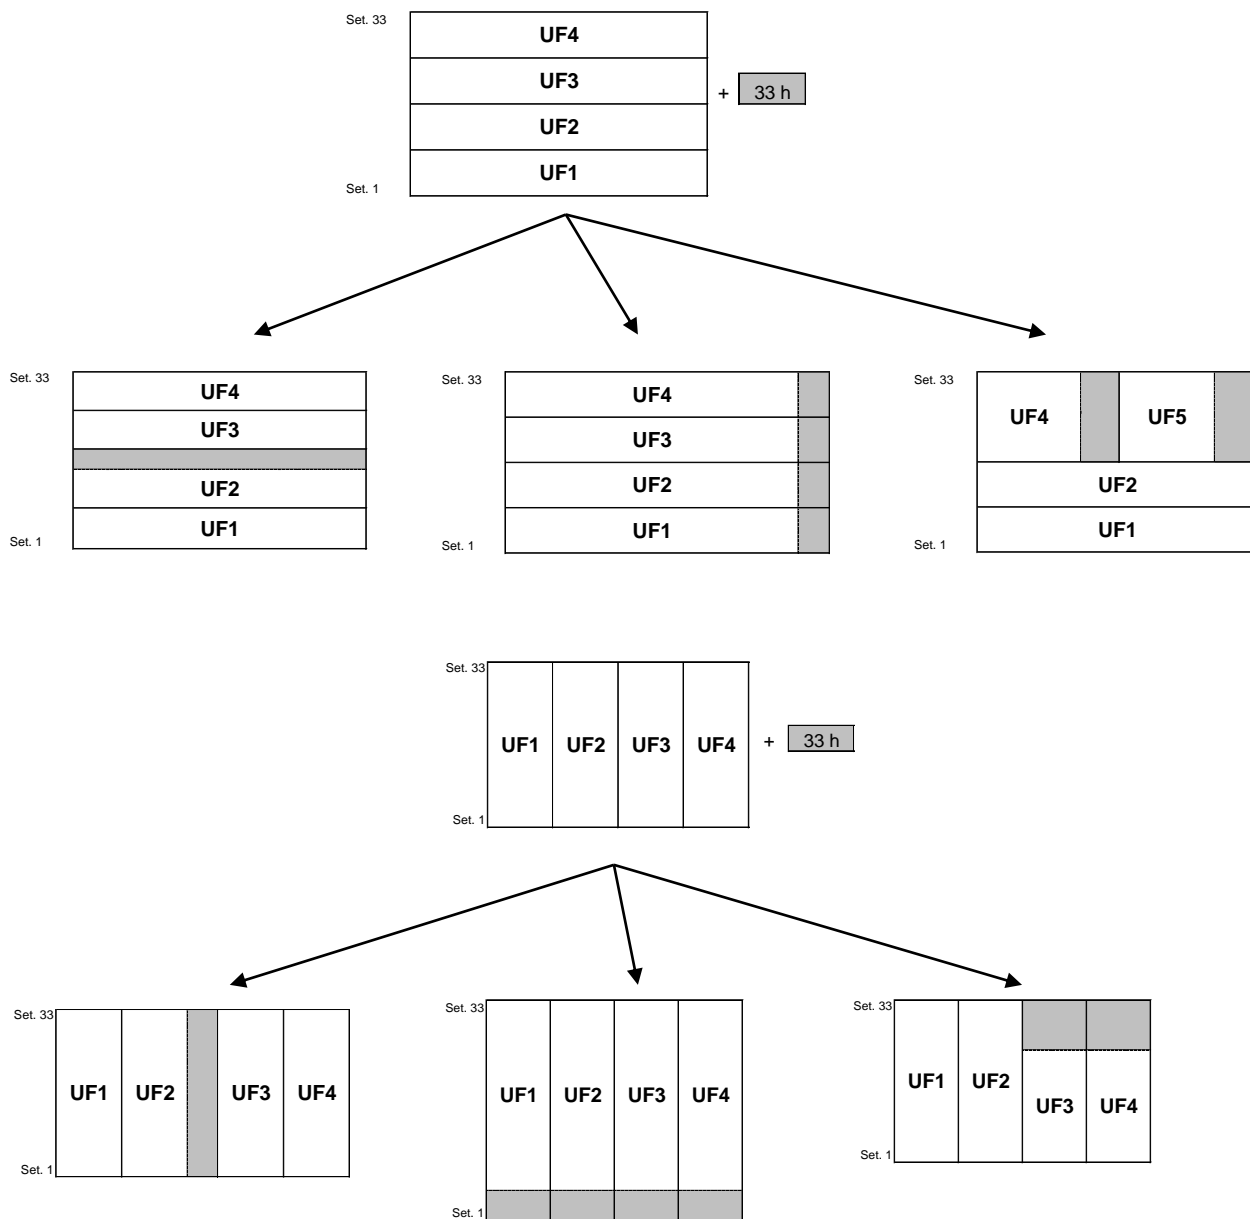 Set. 33
UF4
UF3
+ 33 h
UF2
UF1
Set. 1
Set. 33
UF4
UF3
UF2
UF1
Set. 1
Set. 33
UF4
UF3
UF2
UF1
Set. 1
Set. 33
UF4 UF5
UF2
UF1
Set. 1
Set. 33
UF1 UF2 UF3 UF4 + 33 h
Set. 1
Set. 33
UF1 UF2 UF3 UF4
Set. 1
Set. 33
UF1 UF2 UF3 UF4
Set. 1
Set. 33
UF1 UF2
UF3 UF4
Set. 1